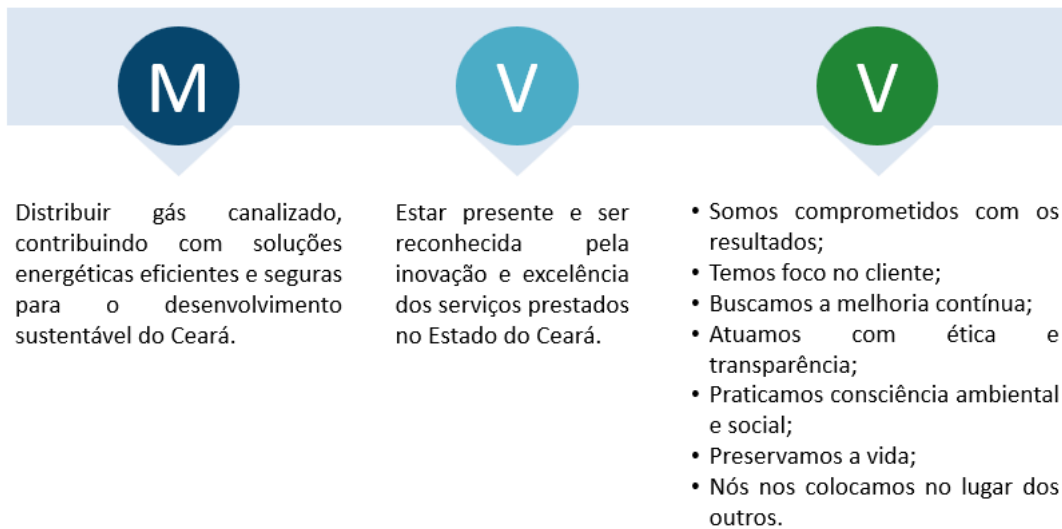 M
V
V
Distribuir gás canalizado,
contribuindo com soluções
energéticas eficientes e seguras
para o desenvolvimento
sustentável do Ceará.
Estar presente e ser
reconhecida pela
inovação e excelência
dos serviços prestados
no Estado do Ceará.
• Somos comprometidos com os
resultados;
• Temos foco no cliente;
• Buscamos a melhoria contínua;
• Atuamos com ética e
transparência;
• Praticamos consciência ambiental
e social;
• Preservamos a vida;
• Nós nos colocamos no lugar dos
outros.